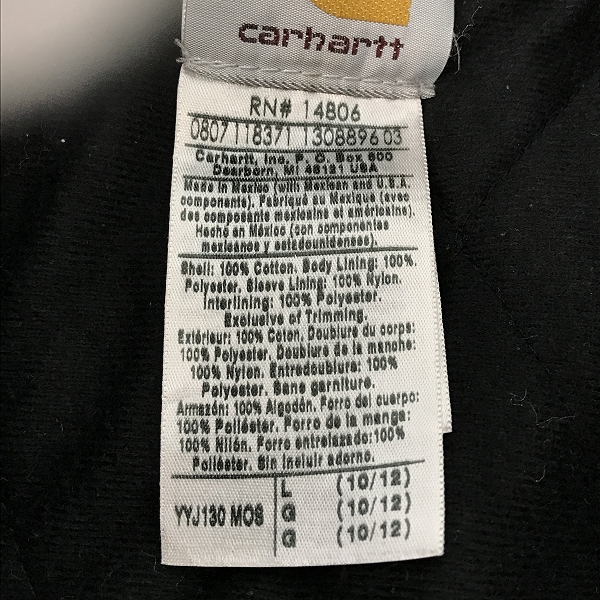 carhartt
RN# 14806
0807118371 1308896 03
Carhartt, Inc. P. O. Box 600
Dearborn, MI 48121 USA
Made in Mexico (with Mexican and U.S.A.
components). Fabriqué en Mexique (avec
des composants mexicains et américains).
Hecho en México (con componentes
mexicanos y estadounidenses).
Shell: 100% Cotton. Body Lining: 100%
Polyester. Sleeve Lining: 100% Nylon.
Interlining: 100% Polyester.
Exclusive of Trimming.
Extérieur: 100% Coton. Doublure du corps:
100% Polyester. Doublure de la manche:
100% Nylon. Entredoublure: 100%
Polyester. Sans garniture.
Armazón: 100% Algodón. Forro del cuerpo:
100% Poliéster. Forro de la manga:
100% Nilón. Forro entrelazado: 100%
Poliéster. Sin incluir adorno.
L (10/12)
YYJ130 MOS G (10/12)
G (10/12)